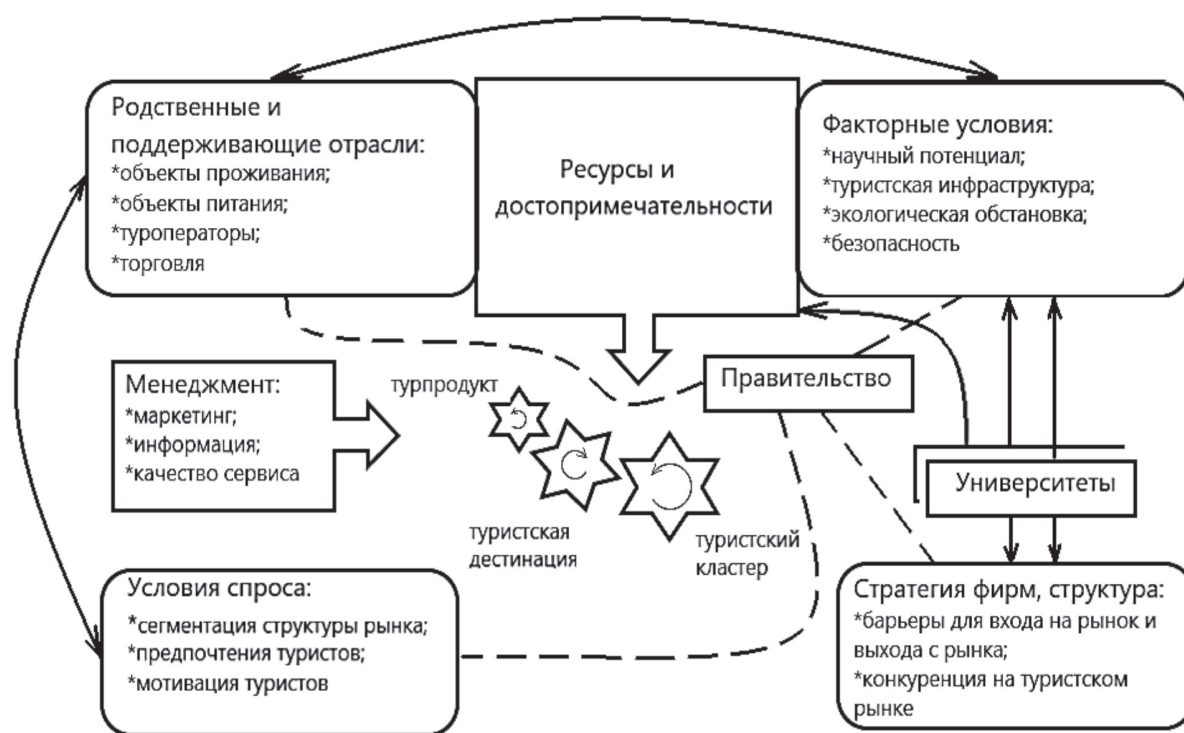 Родственные и
поддерживающие отрасли:
*объекты проживания;
*объекты питания;
*туроператоры;
*торговля
Ресурсы и
достопримечательности
Факторные условия:
*научный потенциал;
*туристская инфраструктура;
*экологическая обстановка;
*безопасность
Менеджмент:
*маркетинг;
*информация;
*качество сервиса
турпродукт
Правительство
туристская
дестинация
туристский
кластер
Университеты
Условия спроса:
*сегментация структуры рынка;
*предпочтения туристов;
*мотивация туристов
Стратегия фирм, структура:
*барьеры для входа на рынок и
выхода с рынка;
*конкуренция на туристском
рынке